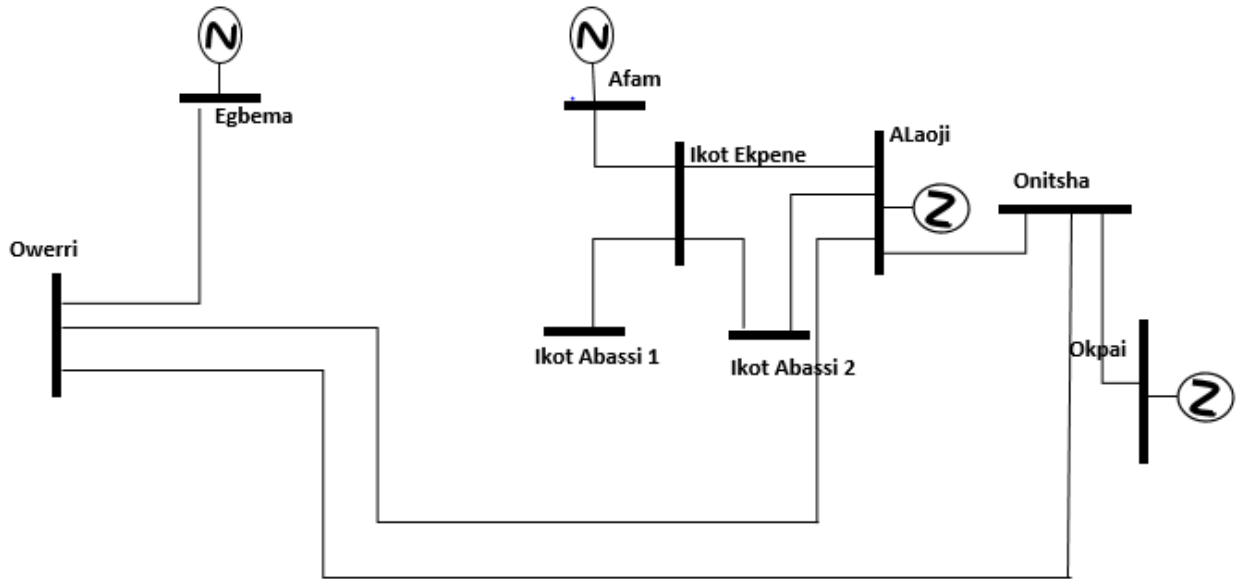 Afam
Egbema
ALaoji
Ikot Ekpene
Onitsha
Owerri
Ikot Abassi 1
Ikot Abassi 2
Okpai